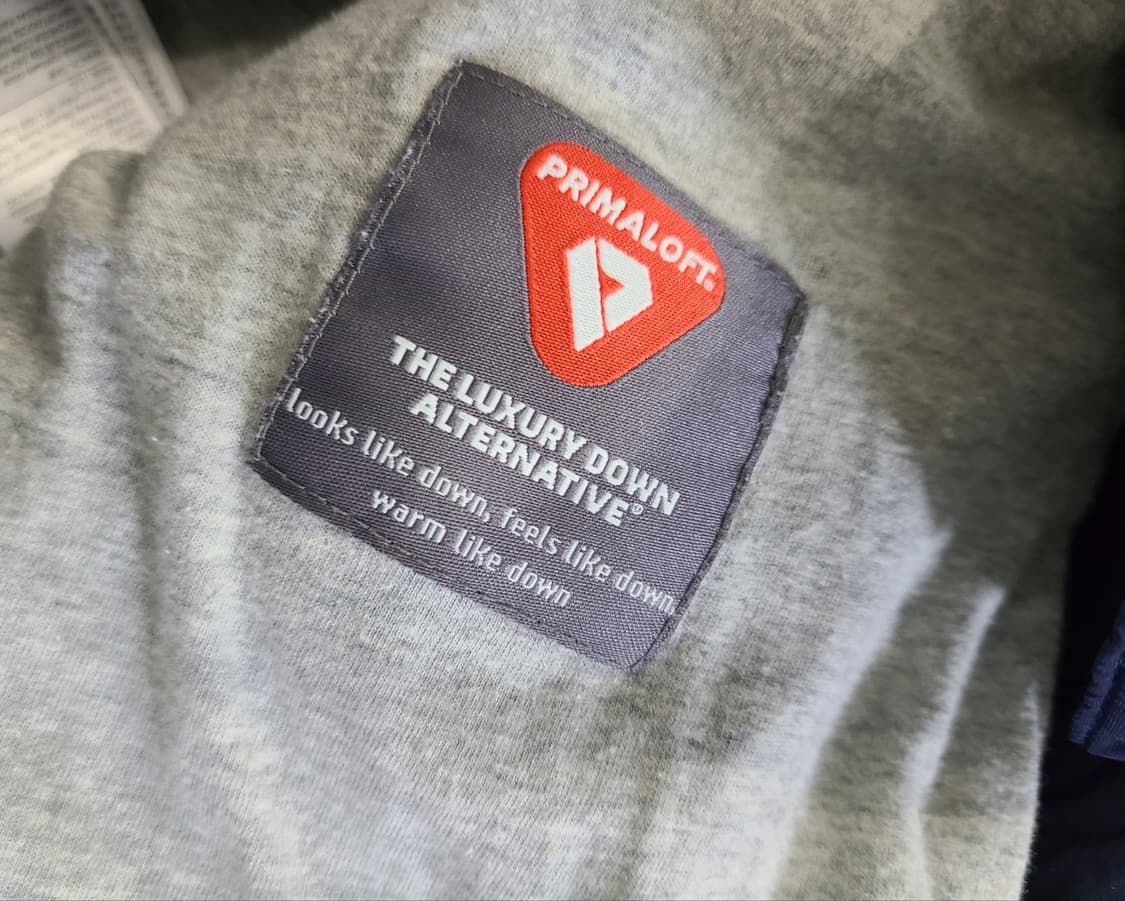 PRIMALOFT®
THE LUXURY DOWN
ALTERNATIVE®
looks like down, feels like down,
warm like down